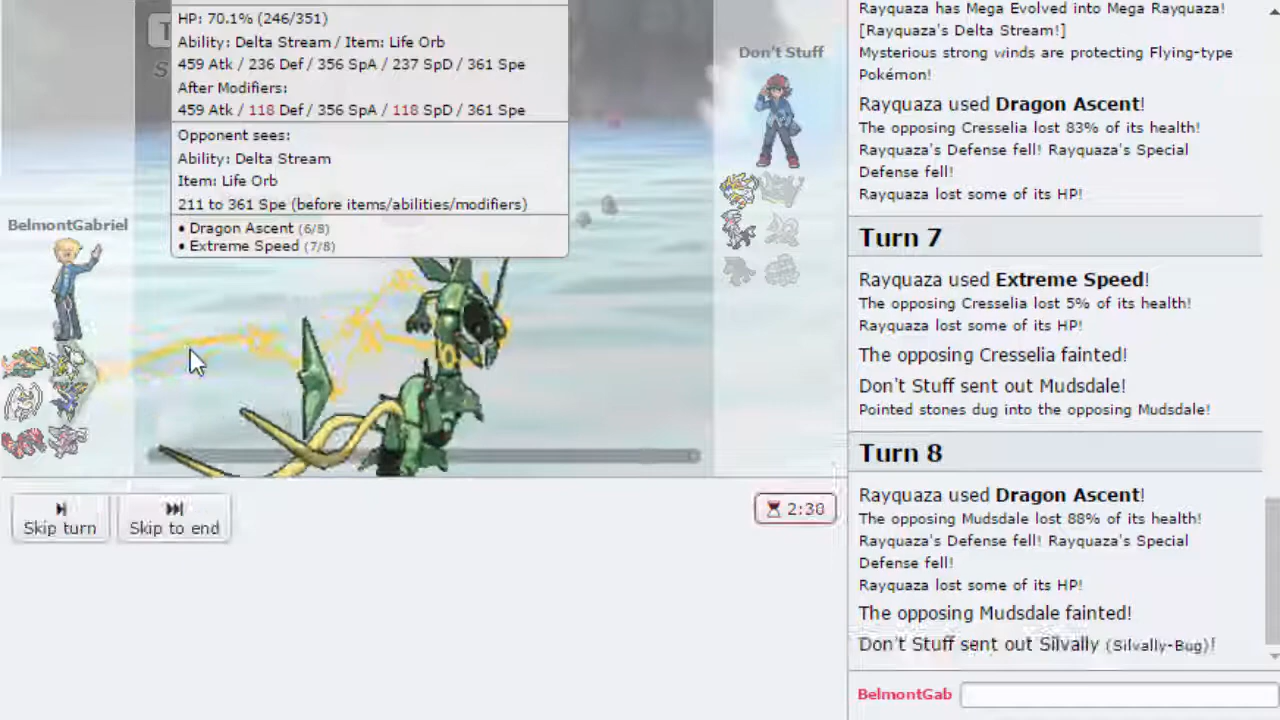 HP: 70.1% (246/351)
Ability: Delta Stream / Item: Life Orb
459 Atk / 236 Def / 356 SpA / 237 SpD / 361 Spe
After Modifiers:
459 Atk / 118 Def / 356 SpA / 118 SpD / 361 Spe
Opponent sees:
Ability: Delta Stream
Item: Life Orb
211 to 361 Spe (before items/abilities/modifiers)
• Dragon Ascent (6/8)
• Extreme Speed (7/8)
BelmontGabriel
Don't Stuff
Skip turn
Skip to end
2:30
Rayquaza has Mega Evolved into Mega Rayquaza!
[Rayquaza's Delta Stream!]
Mysterious strong winds are protecting Flying-type
Pokémon!
Rayquaza used Dragon Ascent!
The opposing Cresselia lost 83% of its health!
Rayquaza's Defense fell! Rayquaza's Special
Defense fell!
Rayquaza lost some of its HP!
Turn 7
Rayquaza used Extreme Speed!
The opposing Cresselia lost 5% of its health!
Rayquaza lost some of its HP!
The opposing Cresselia fainted!
Don't Stuff sent out Mudsdale!
Pointed stones dug into the opposing Mudsdale!
Turn 8
Rayquaza used Dragon Ascent!
The opposing Mudsdale lost 88% of its health!
Rayquaza's Defense fell! Rayquaza's Special
Defense fell!
Rayquaza lost some of its HP!
The opposing Mudsdale fainted!
Don't Stuff sent out Silvally (Silvally-Bug)!
BelmontGab